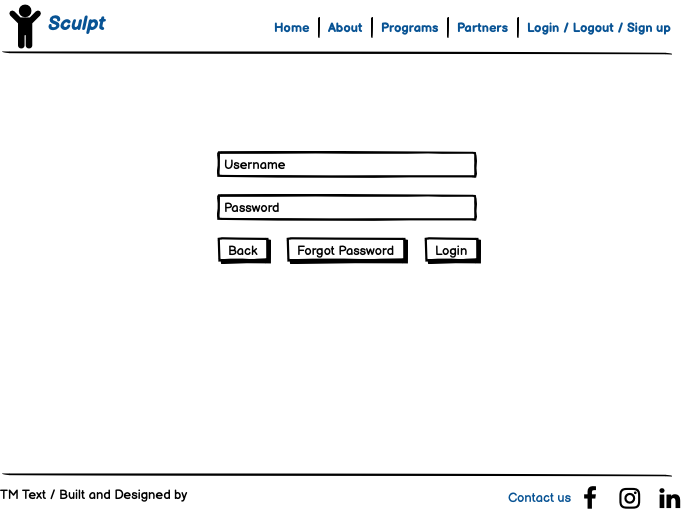 Sculpt
Home | About | Programs | Partners | Login / Logout / Sign up
Username
Password
Back Forgot Password Login
TM Text / Built and Designed by
Contact us